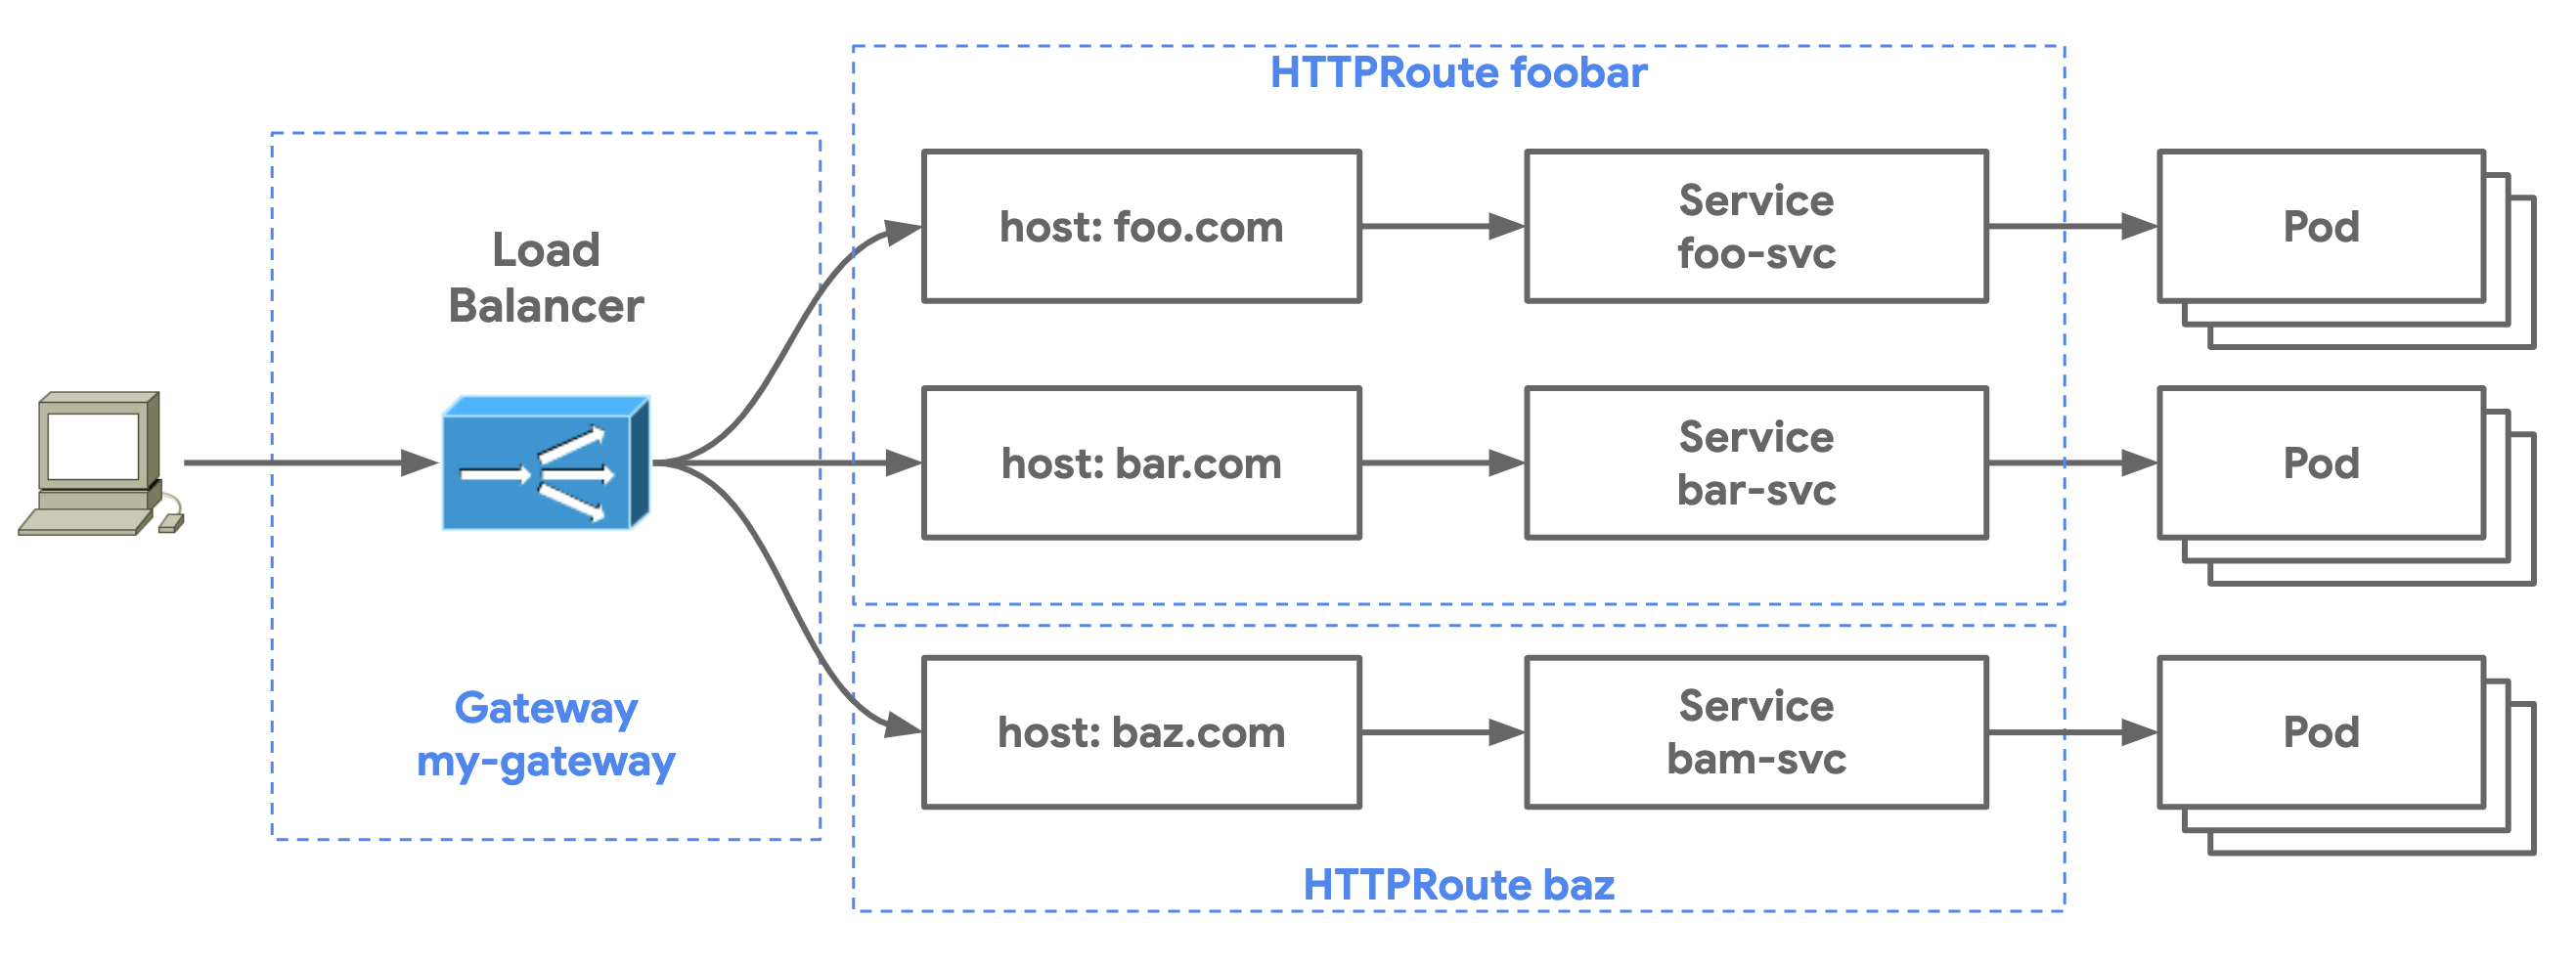 HTTPRoute foobar
Load
Balancer
Gateway
my-gateway
host: foo.com
Service
foo-svc
Pod
host: bar.com
Service
bar-svc
Pod
host: baz.com
Service
bam-svc
Pod
HTTPRoute baz